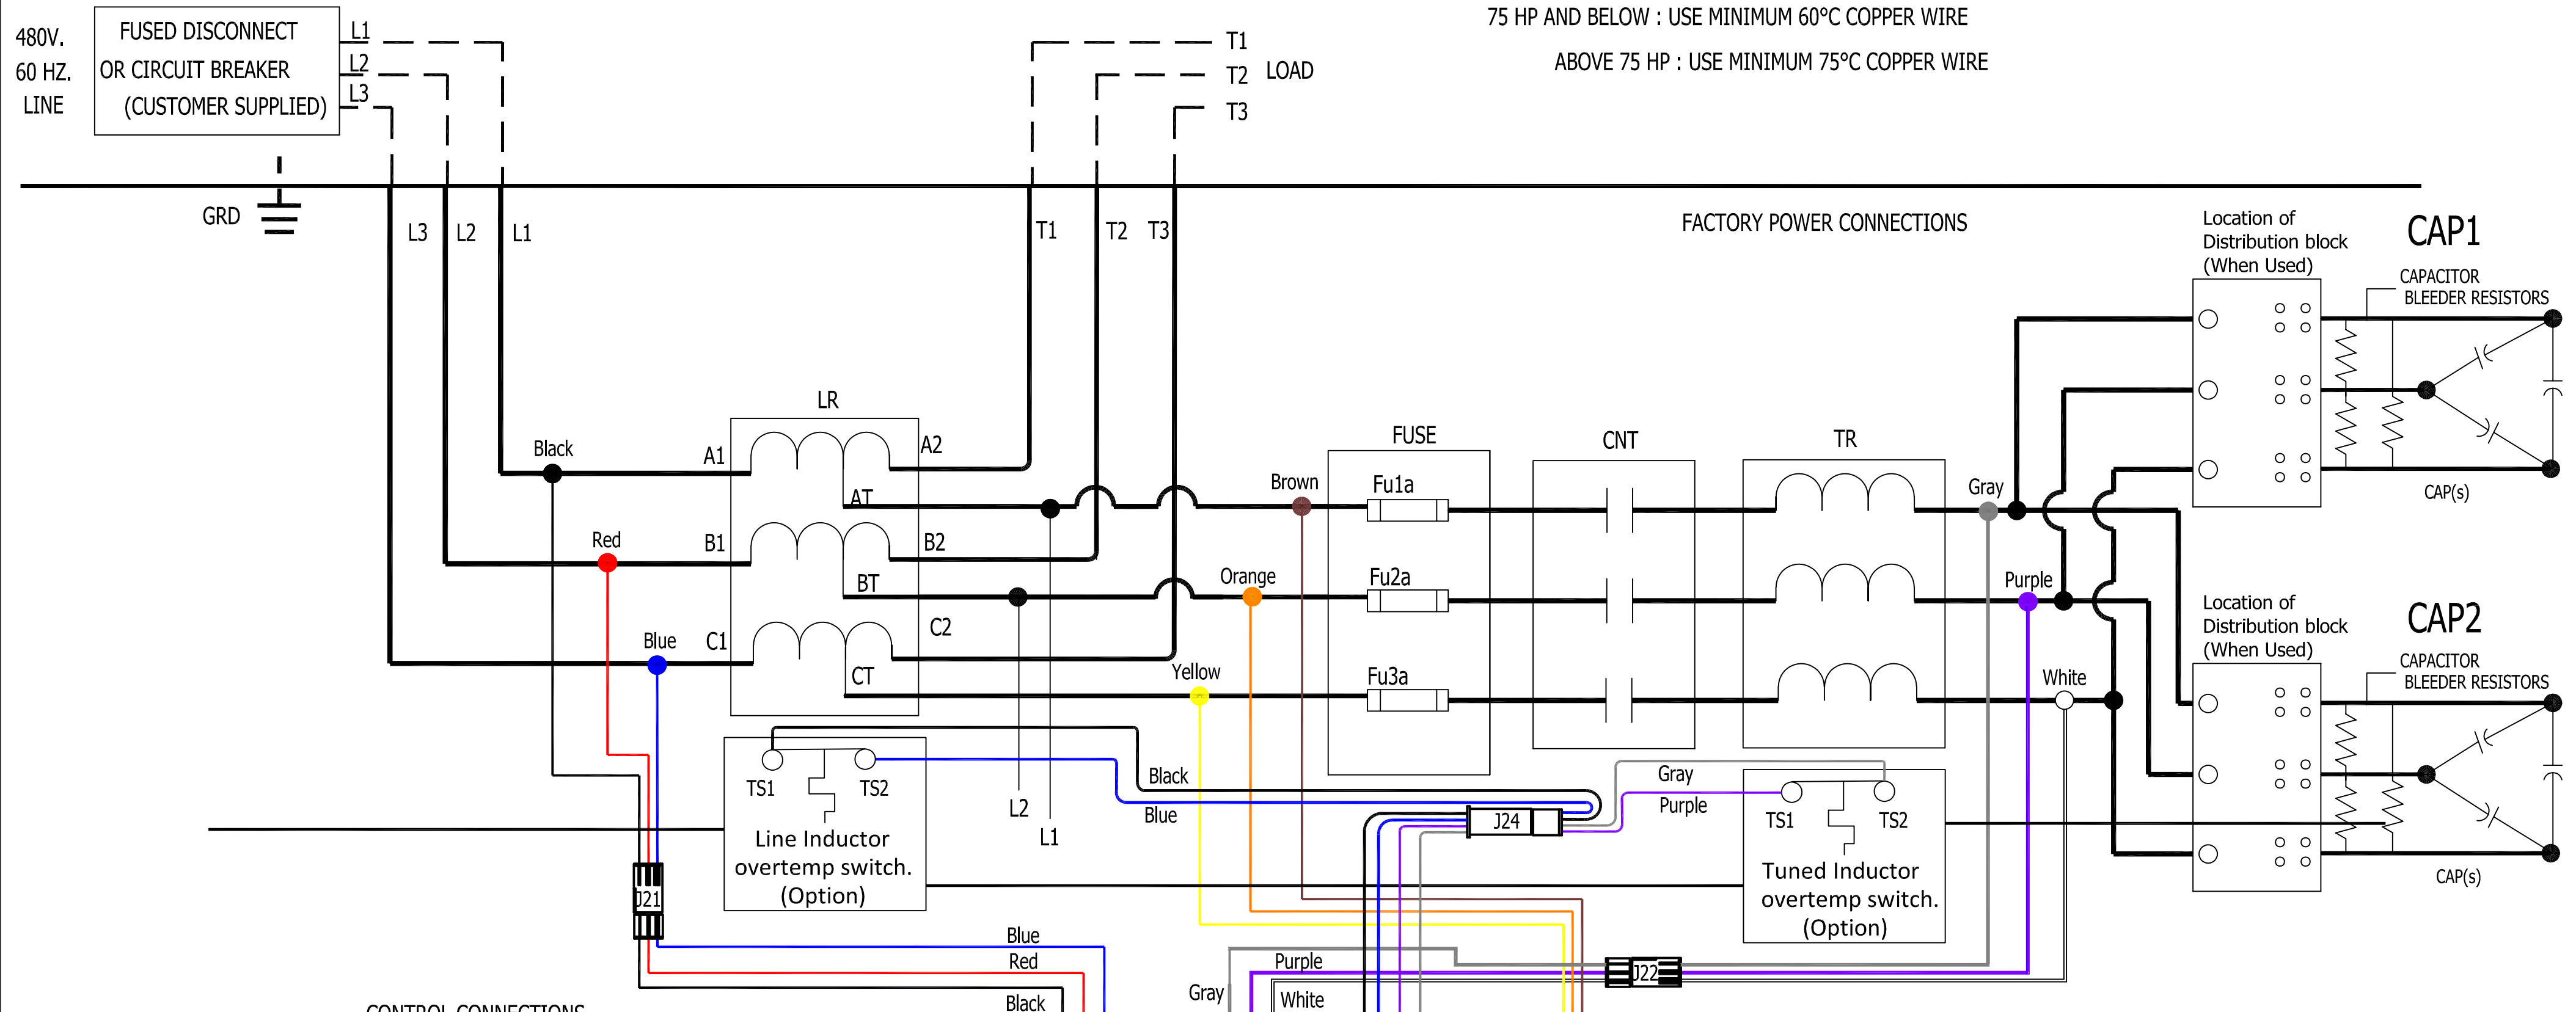 75 HP AND BELOW : USE MINIMUM 60°C COPPER WIRE
ABOVE 75 HP : USE MINIMUM 75°C COPPER WIRE
480V.
60 HZ.
LINE
FUSED DISCONNECT
OR CIRCUIT BREAKER
(CUSTOMER SUPPLIED)
L1
L2
L3
T1
T2
T3
LOAD
GRD
L3
L2
L1
T1
T2
T3
FACTORY POWER CONNECTIONS
Location of
Distribution block
(When Used)
CAP1
CAPACITOR
BLEEDER RESISTORS
CAP(s)
LR
Black
A1
A2
AT
Red
B1
B2
BT
Blue
C1
C2
CT
Brown
Orange
Yellow
FUSE
Fu1a
Fu2a
Fu3a
CNT
TR
Gray
Purple
White
Location of
Distribution block
(When Used)
CAP2
CAPACITOR
BLEEDER RESISTORS
CAP(s)
TS1
TS2
Line Inductor
overtemp switch.
(Option)
L2
L1
Black
Blue
J24
Gray
Purple
TS1
TS2
Tuned Inductor
overtemp switch.
(Option)
J21
Blue
Red
Black
Purple
Gray
White
J22
CONTROL CONNECTIONS